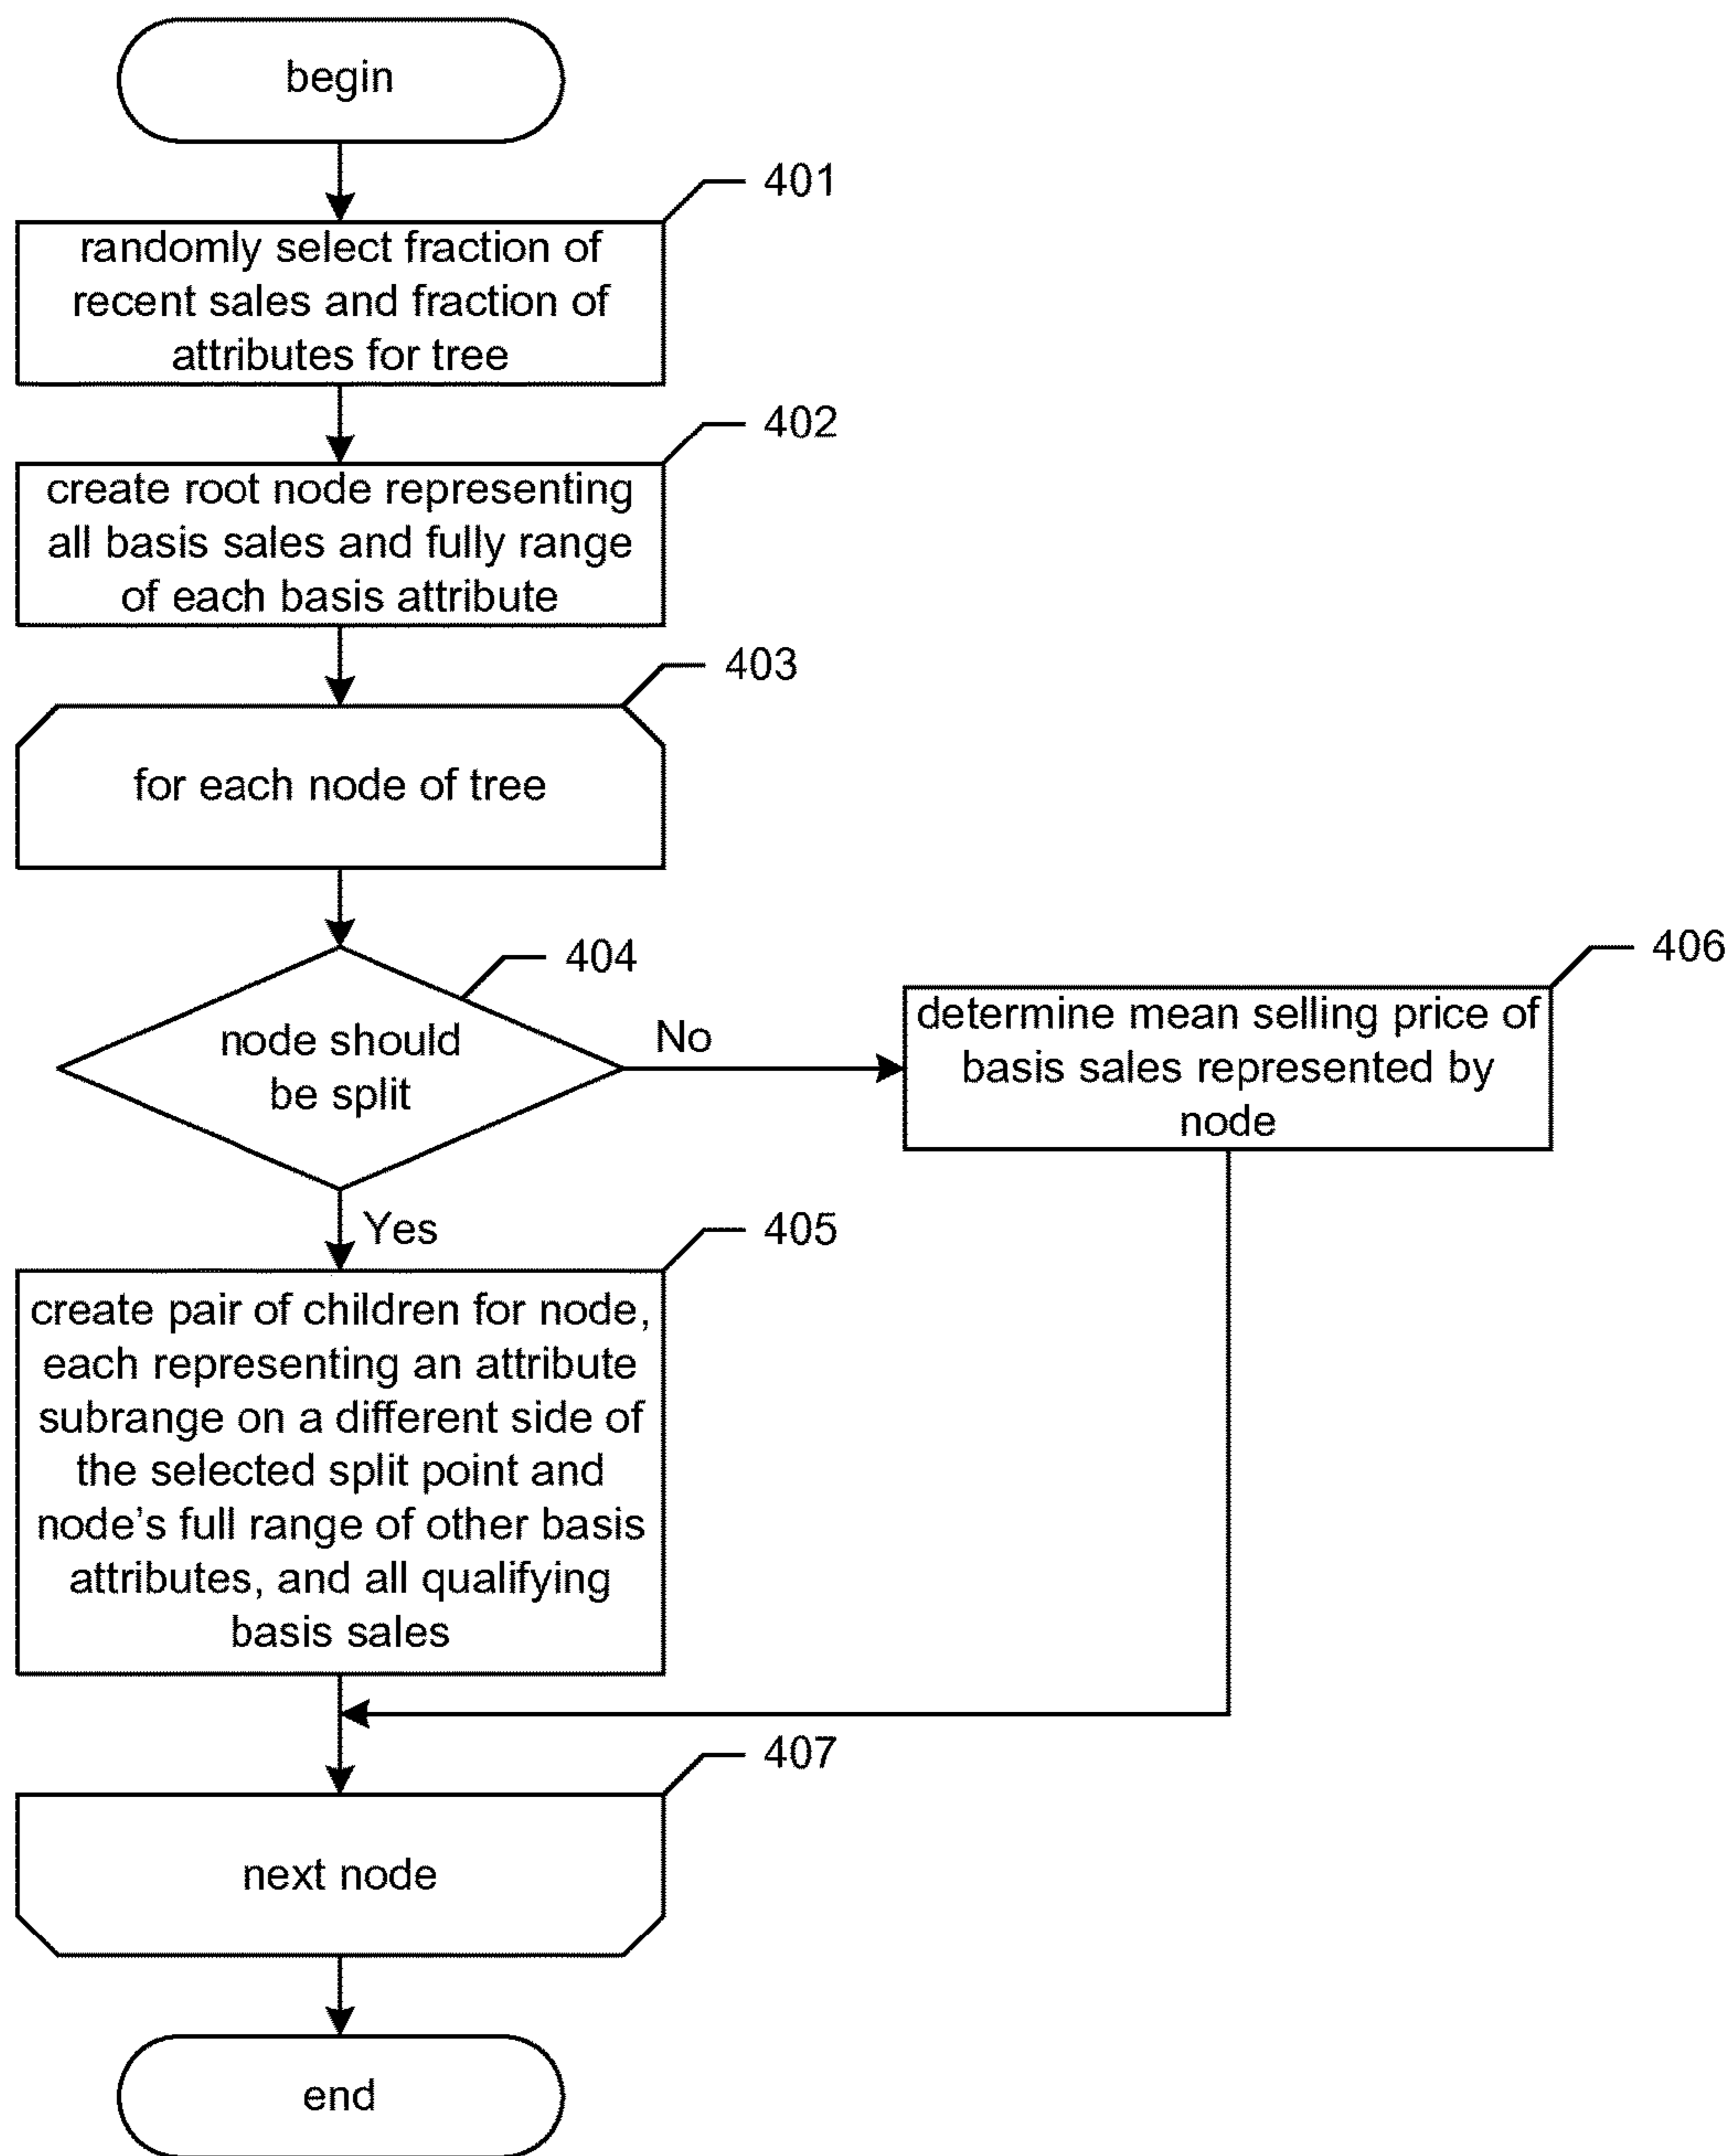 begin
401
randomly select fraction of
recent sales and fraction of
attributes for tree
402
create root node representing
all basis sales and fully range
of each basis attribute
403
for each node of tree
404
node should
be split
No
406
determine mean selling price of
basis sales represented by
node
Yes
405
create pair of children for node,
each representing an attribute
subrange on a different side of
the selected split point and
node's full range of other basis
attributes, and all qualifying
basis sales
407
next node
end